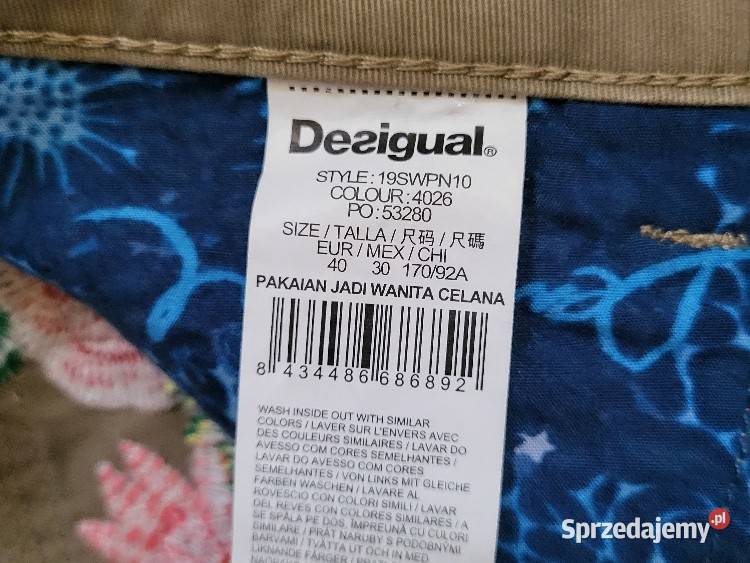 Desigual®
STYLE : 19SWPN10
COLOUR : 4026
PO : 53280
SIZE / TALLA / 尺码 / 尺碼
EUR / MEX / CHI
40 30 170/92A
PAKAIAN JADI WANITA CELANA
8 434486 686892
WASH INSIDE OUT WITH SIMILAR
COLORS / LAVER SUR L'ENVERS AVEC
DES COULEURS SIMILAIRES / LAVAR DO
AVESSO COM CORES SEMELHANTES /
LAVAR DO AVESSO COM CORES
SEMELHANTES / VON LINKS MIT GLEICHE
FARBEN WASCHEN / LAVARE AL
ROVESCIO CON COLORI SIMILI / LAVAR
DEL REVÉS CON COLORES SIMILARES / A
SE SPĂLA PE DOS, ÎMPREUNĂ CU CULORI
SIMILARE / PRÁT NARUBY S PODOBNÝMI
BARVAMI / TVÄTTA UT OCH IN MED
LIKNANDE FÄRGER /
Sprzedajemy.pl